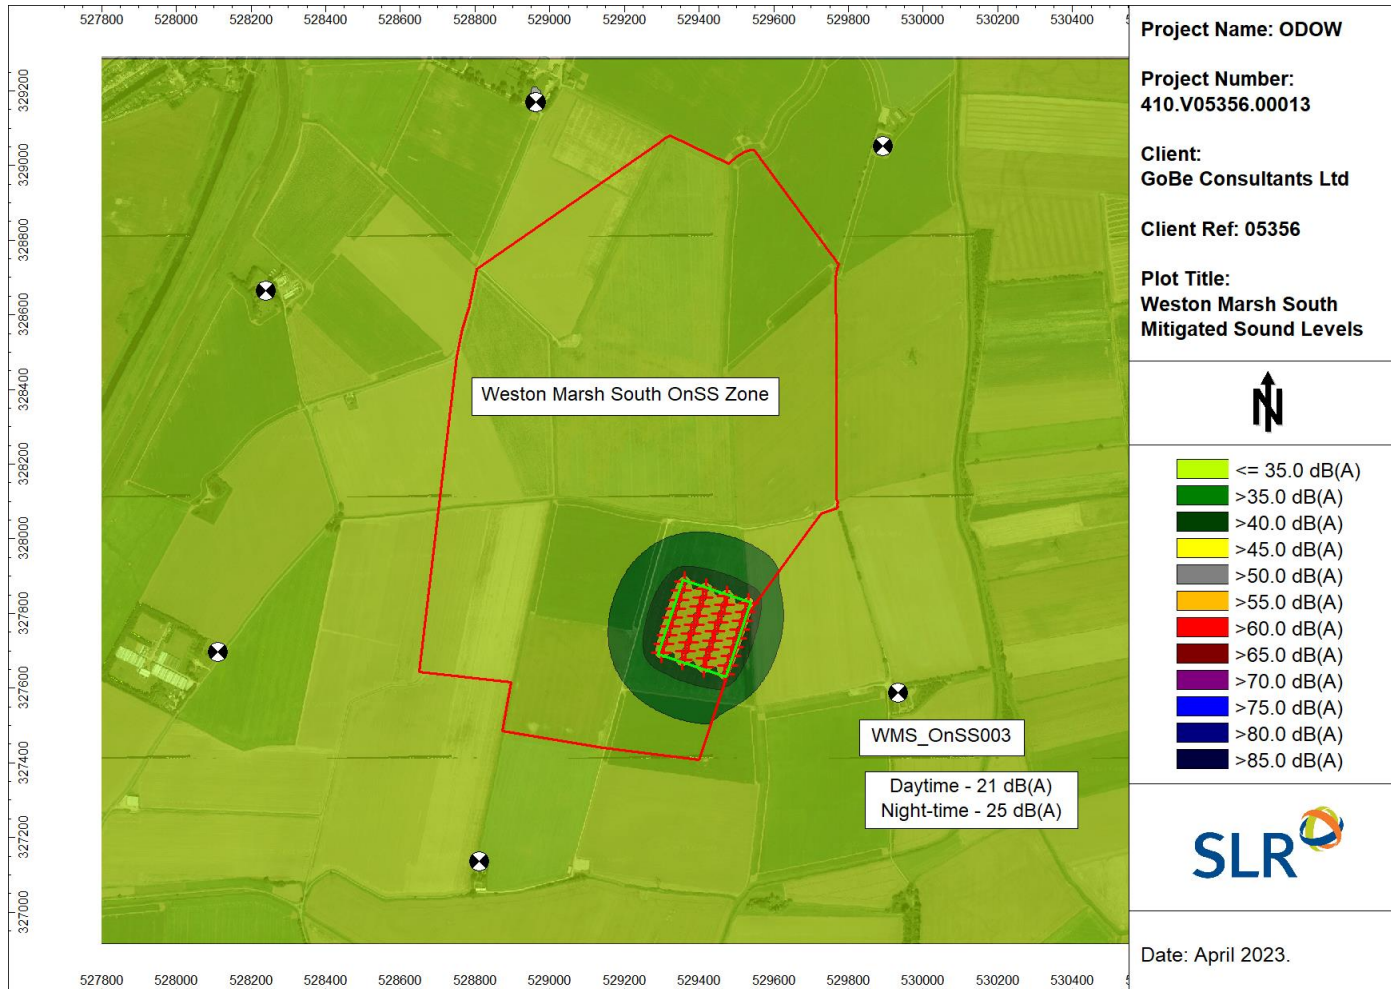 527800 528000 528200 528400 528600 528800 529000 529200 529400 529600 529800 530000 530200 530400
329200
329000
328800
328600
328400
328200
328000
327800
327600
327400
327200
327000
Weston Marsh South OnSS Zone
WMS_OnSS003
Daytime - 21 dB(A)
Night-time - 25 dB(A)
527800 528000 528200 528400 528600 528800 529000 529200 529400 529600 529800 530000 530200 530400
Project Name: ODOW
Project Number:
410.V05356.00013
Client:
GoBe Consultants Ltd
Client Ref: 05356
Plot Title:
Weston Marsh South
Mitigated Sound Levels
N
<= 35.0 dB(A)
>35.0 dB(A)
>40.0 dB(A)
>45.0 dB(A)
>50.0 dB(A)
>55.0 dB(A)
>60.0 dB(A)
>65.0 dB(A)
>70.0 dB(A)
>75.0 dB(A)
>80.0 dB(A)
>85.0 dB(A)
SLR
Date: April 2023.